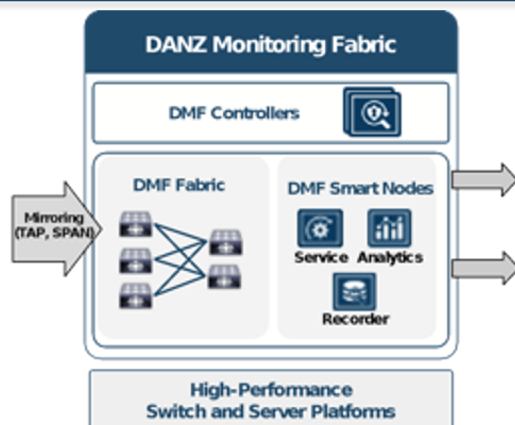 DANZ Monitoring Fabric
DMF Controllers
Mirroring
(TAP, SPAN)
DMF Fabric
DMF Smart Nodes
Service Analytics
Recorder
High-Performance
Switch and Server Platforms